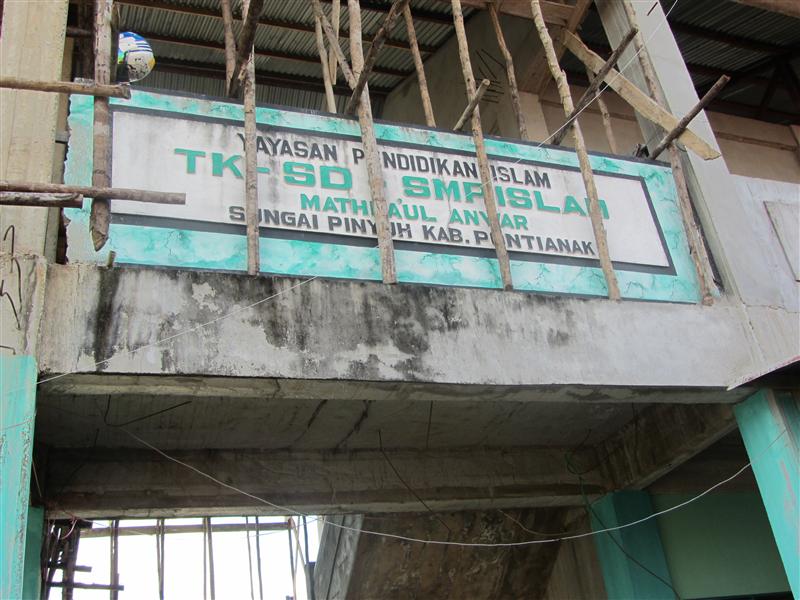 YAYASAN PENDIDIKAN ISLAM
TK-SD-SMP ISLAM
MATHLA'UL ANWAR
SUNGAI PINYUH KAB. PONTIANAK